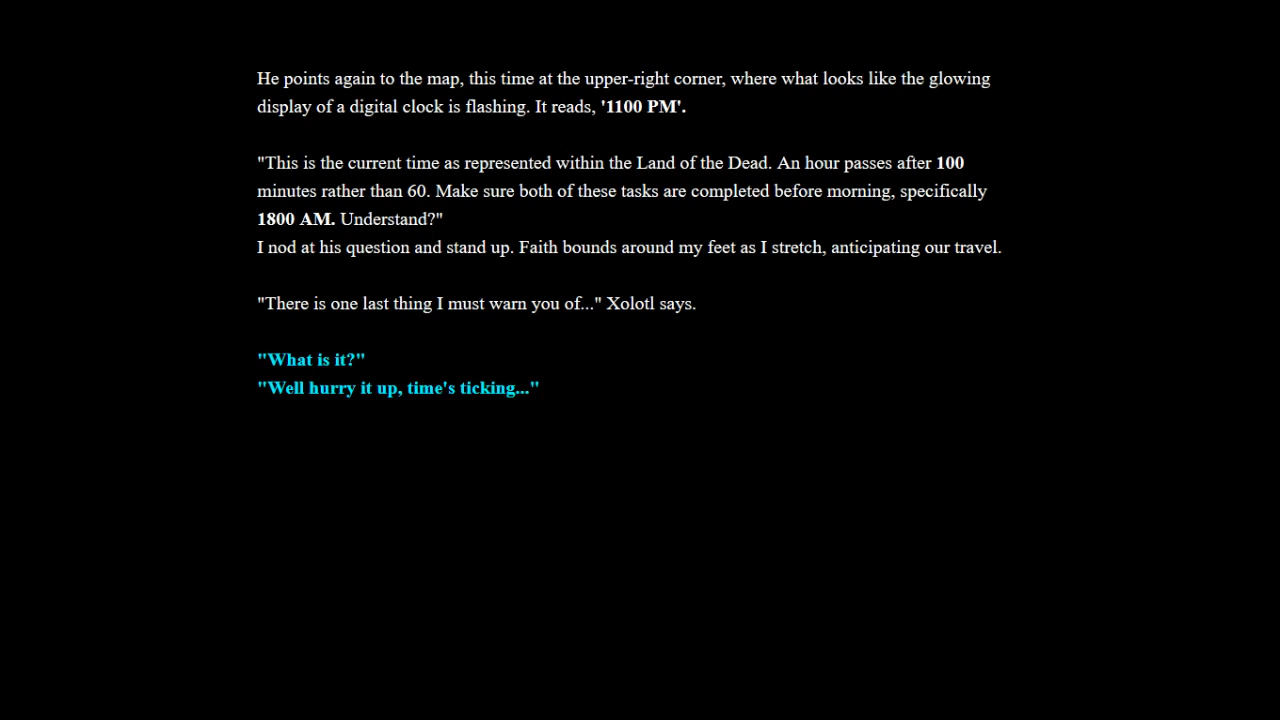 He points again to the map, this time at the upper-right corner, where what looks like the glowing
display of a digital clock is flashing. It reads, '1100 PM'.
"This is the current time as represented within the Land of the Dead. An hour passes after 100
minutes rather than 60. Make sure both of these tasks are completed before morning, specifically
1800 AM. Understand?"
I nod at his question and stand up. Faith bounds around my feet as I stretch, anticipating our travel.
"There is one last thing I must warn you of..." Xolotl says.
"What is it?"
"Well hurry it up, time's ticking..."